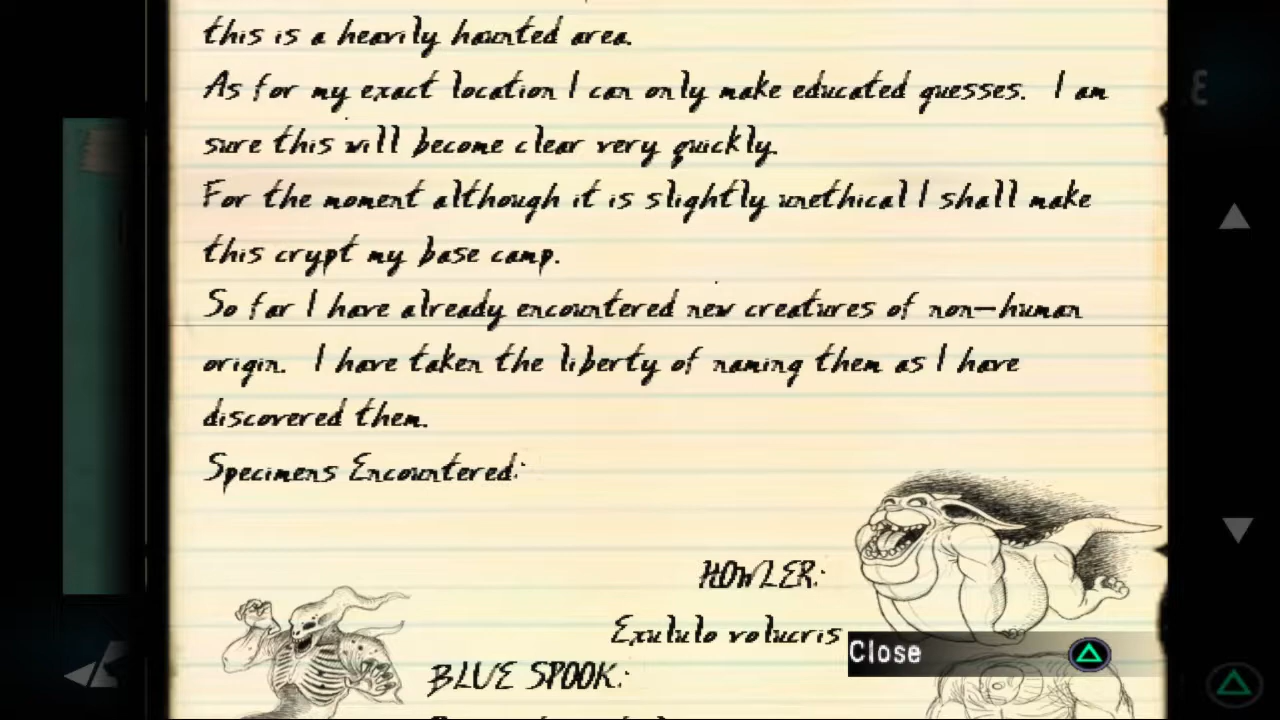 this is a heavily haunted area.
As for my exact location I can only make educated guesses. I am
sure this will become clear very quickly.
For the moment although it is slightly unethical I shall make
this crypt my base camp.
So far I have already encountered new creatures of non-human
origin. I have taken the liberty of naming them as I have
discovered them.
Specimens Encountered:
HOWLER:
Exululo volucris
Close
BLUE SPOOK: